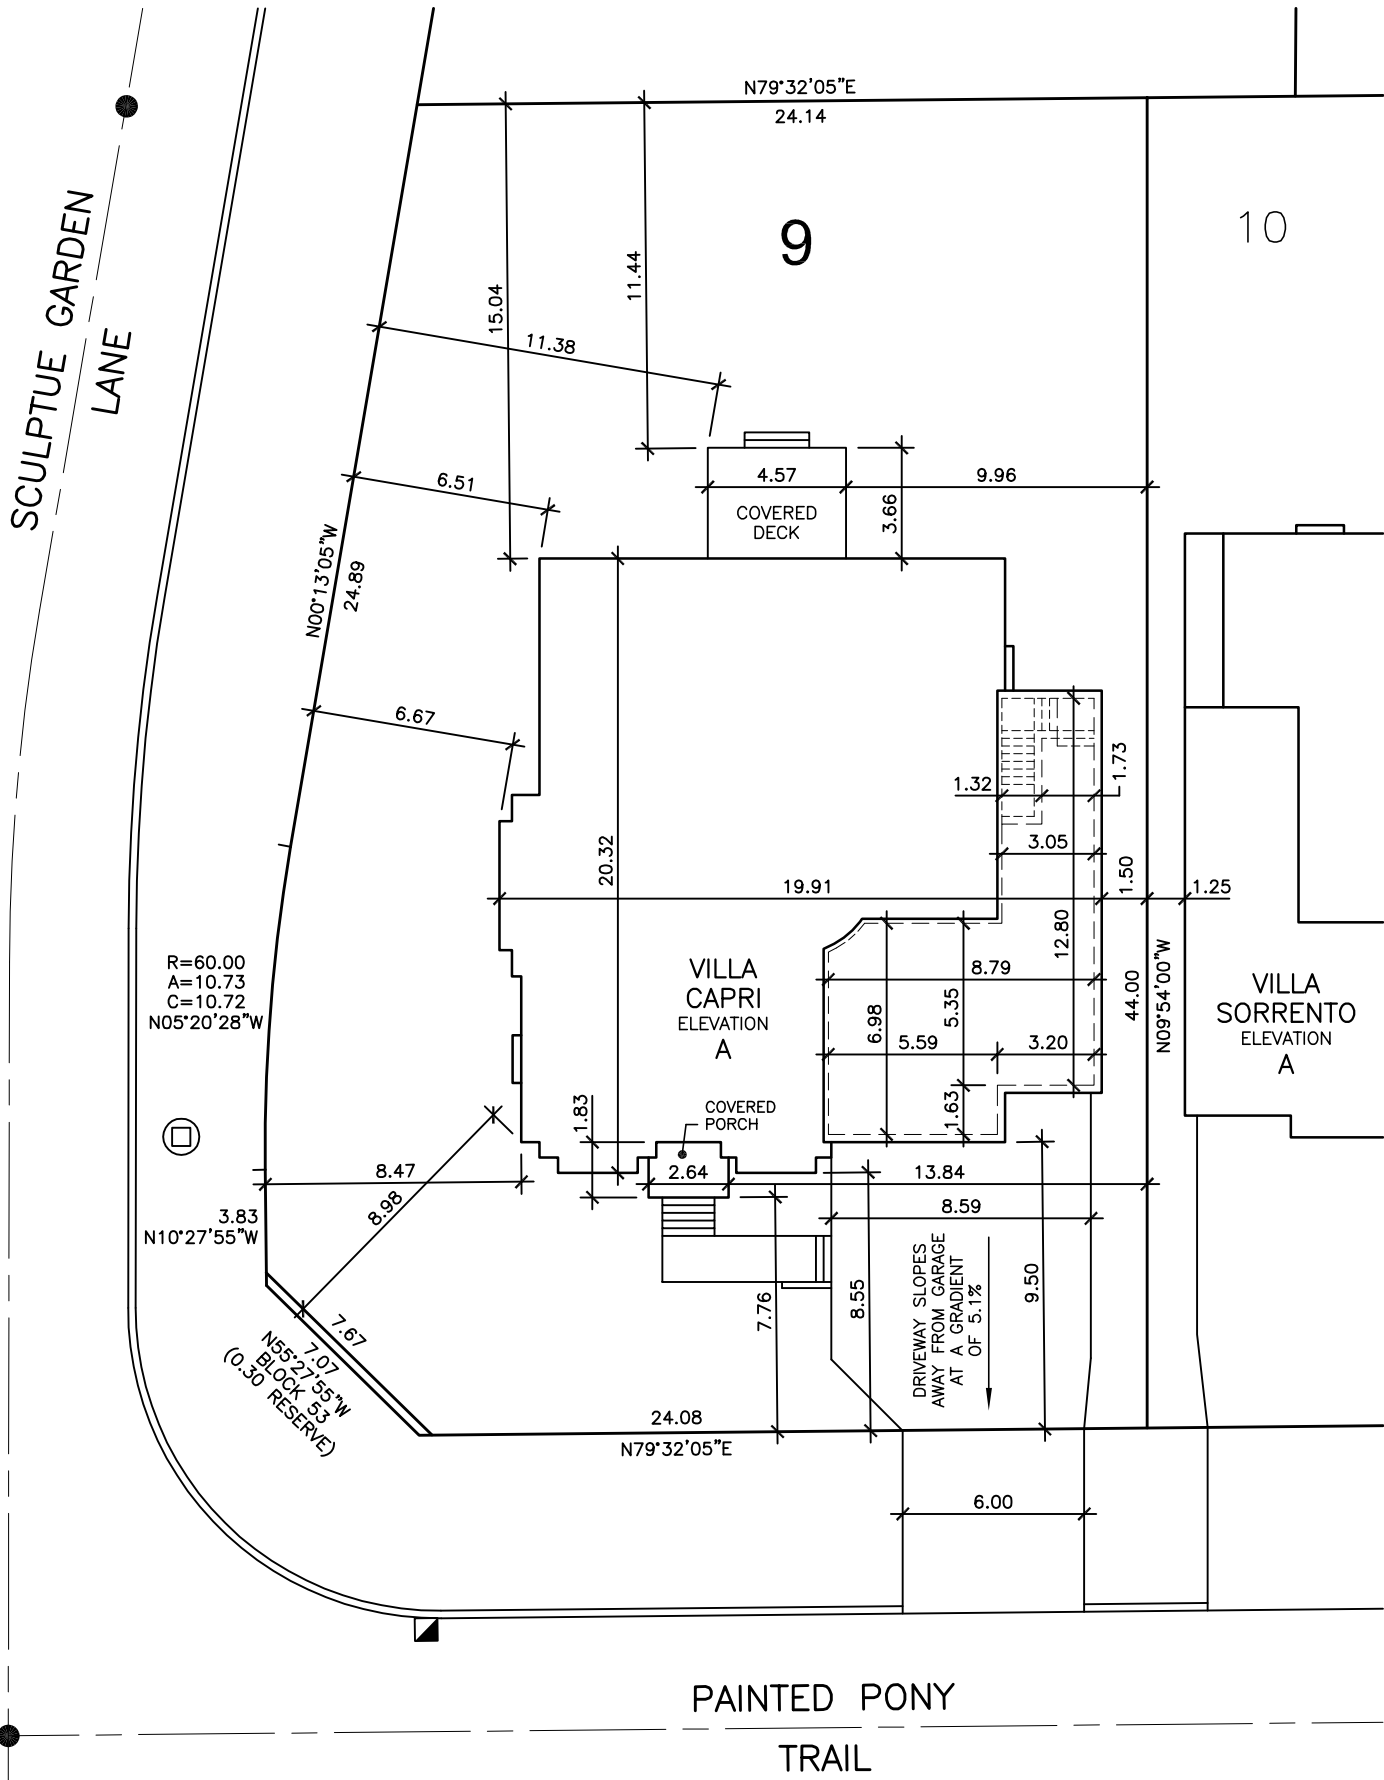 N79°32'05"E
24.14
SCULPTUE GARDEN
LANE
9
10
15.04
11.44
11.38
6.51
4.57
9.96
COVERED
DECK
3.66
N00°13'05"W
24.89
6.67
1.32
1.73
3.05
20.32
19.91
1.50
1.25
12.80
R=60.00
A=10.73
C=10.72
N05°20'28"W
VILLA
CAPRI
ELEVATION
A
8.79
6.98
5.35
5.59
3.20
44.00
N09°54'00"W
VILLA
SORRENTO
ELEVATION
A
1.83
COVERED
PORCH
1.63
8.47
2.64
13.84
8.98
8.59
3.83
N10°27'55"W
7.76
8.55
DRIVEWAY SLOPES
AWAY FROM GARAGE
AT A GRADIENT
OF 5.1%
9.50
7.67
7.07
N55°27'55"W
BLOCK 53
(0.30 RESERVE)
24.08
N79°32'05"E
6.00
PAINTED PONY
TRAIL